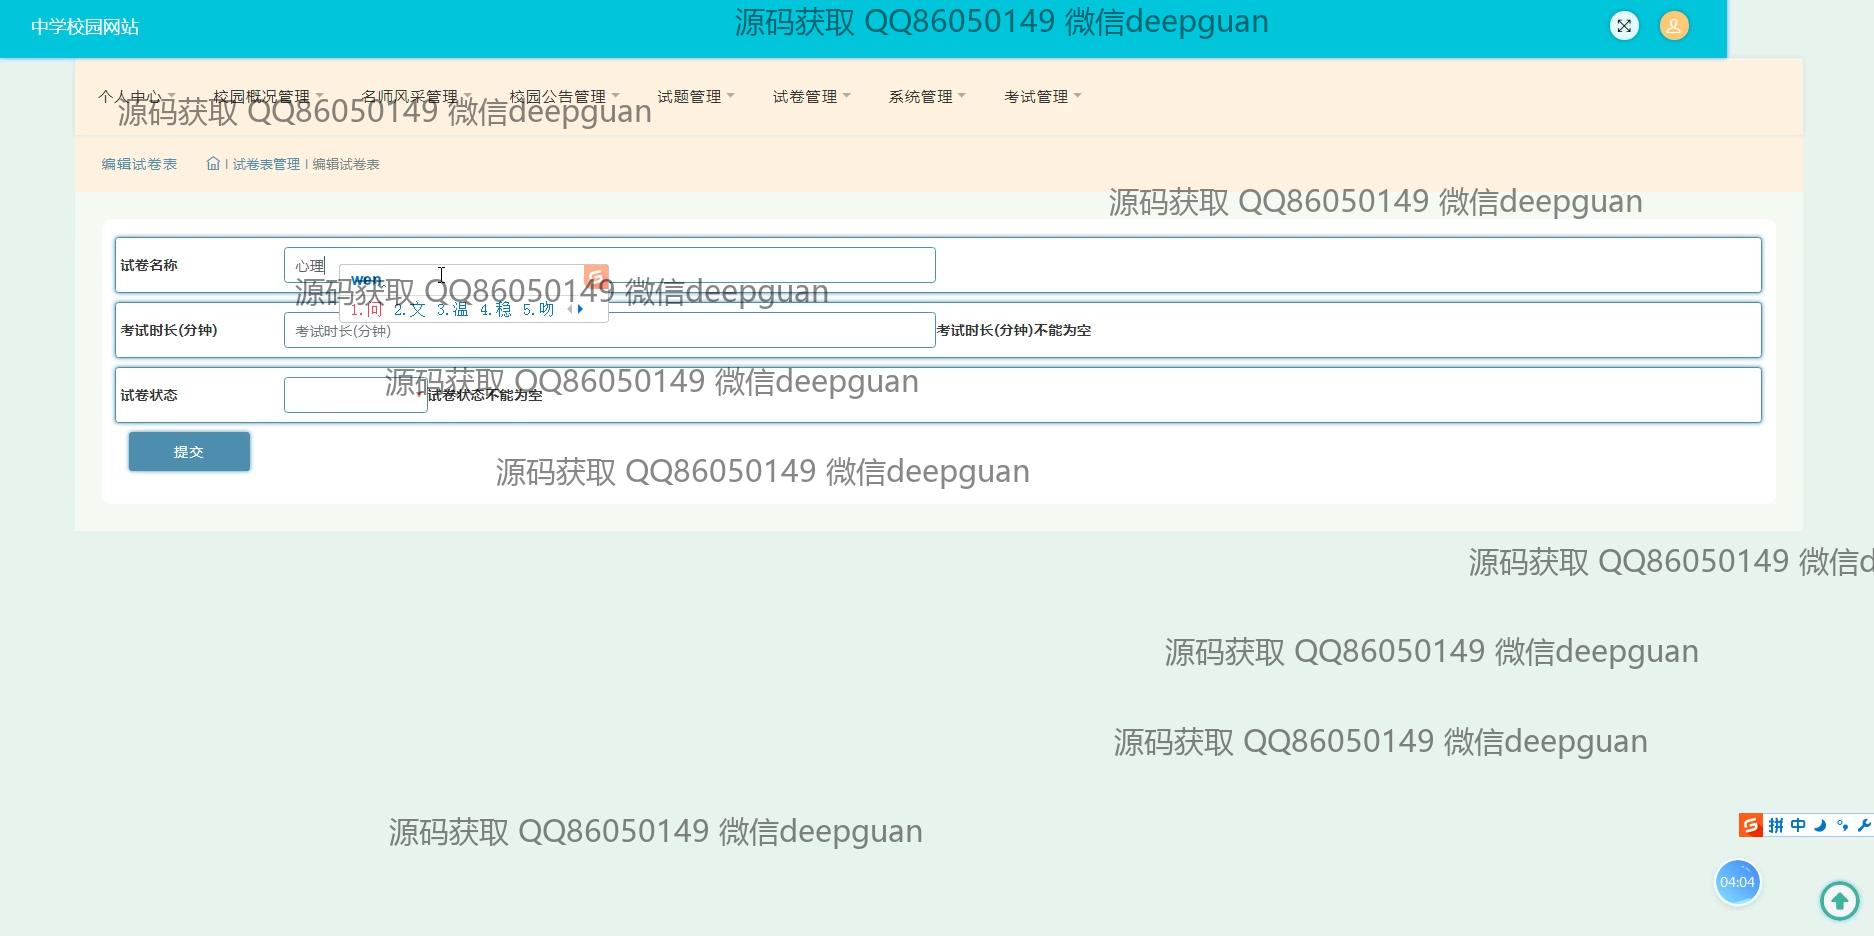 中学校园网站
源码获取 QQ86050149 微信deepguan
个人中心 校园概况管理 名师风采管理 校园公告管理 试题管理 试卷管理 系统管理 考试管理
源码获取 QQ86050149 微信deepguan
编辑试卷表 | 试卷表管理 | 编辑试卷表
源码获取 QQ86050149 微信deepguan
试卷名称 心理
wen
源码获取 QQ86050149 微信deepguan
1.问 2.文 3.温 4.稳 5.吻
考试时长(分钟) 考试时长(分钟) 考试时长(分钟)不能为空
源码获取 QQ86050149 微信deepguan
试卷状态 *试卷状态不能为空
提交
源码获取 QQ86050149 微信deepguan
源码获取 QQ86050149 微信d
源码获取 QQ86050149 微信deepguan
源码获取 QQ86050149 微信deepguan
源码获取 QQ86050149 微信deepguan
拼 中
04:04